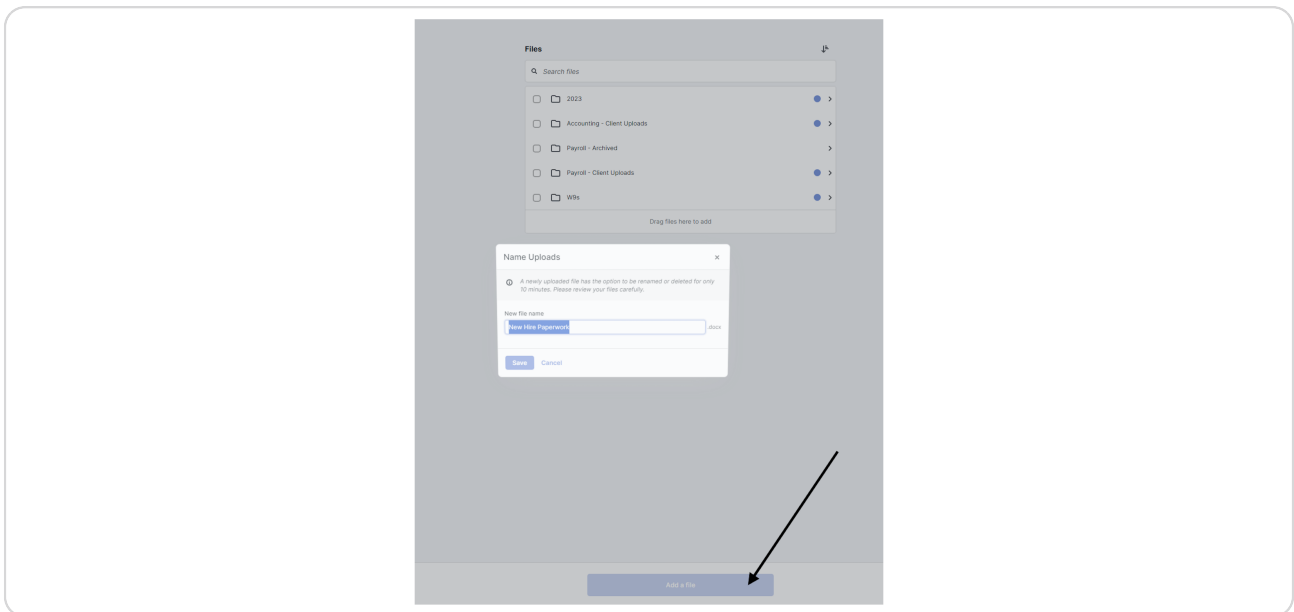 Files
Search files
2023
Accounting - Client Uploads
Payroll - Archived
Payroll - Client Uploads
W9s
Drag files here to add
Name Uploads
A newly uploaded file has the option to be renamed or deleted for only
10 minutes. Please review your files carefully.
New file name
New Hire Paperwork .docx
Save Cancel
Add a file